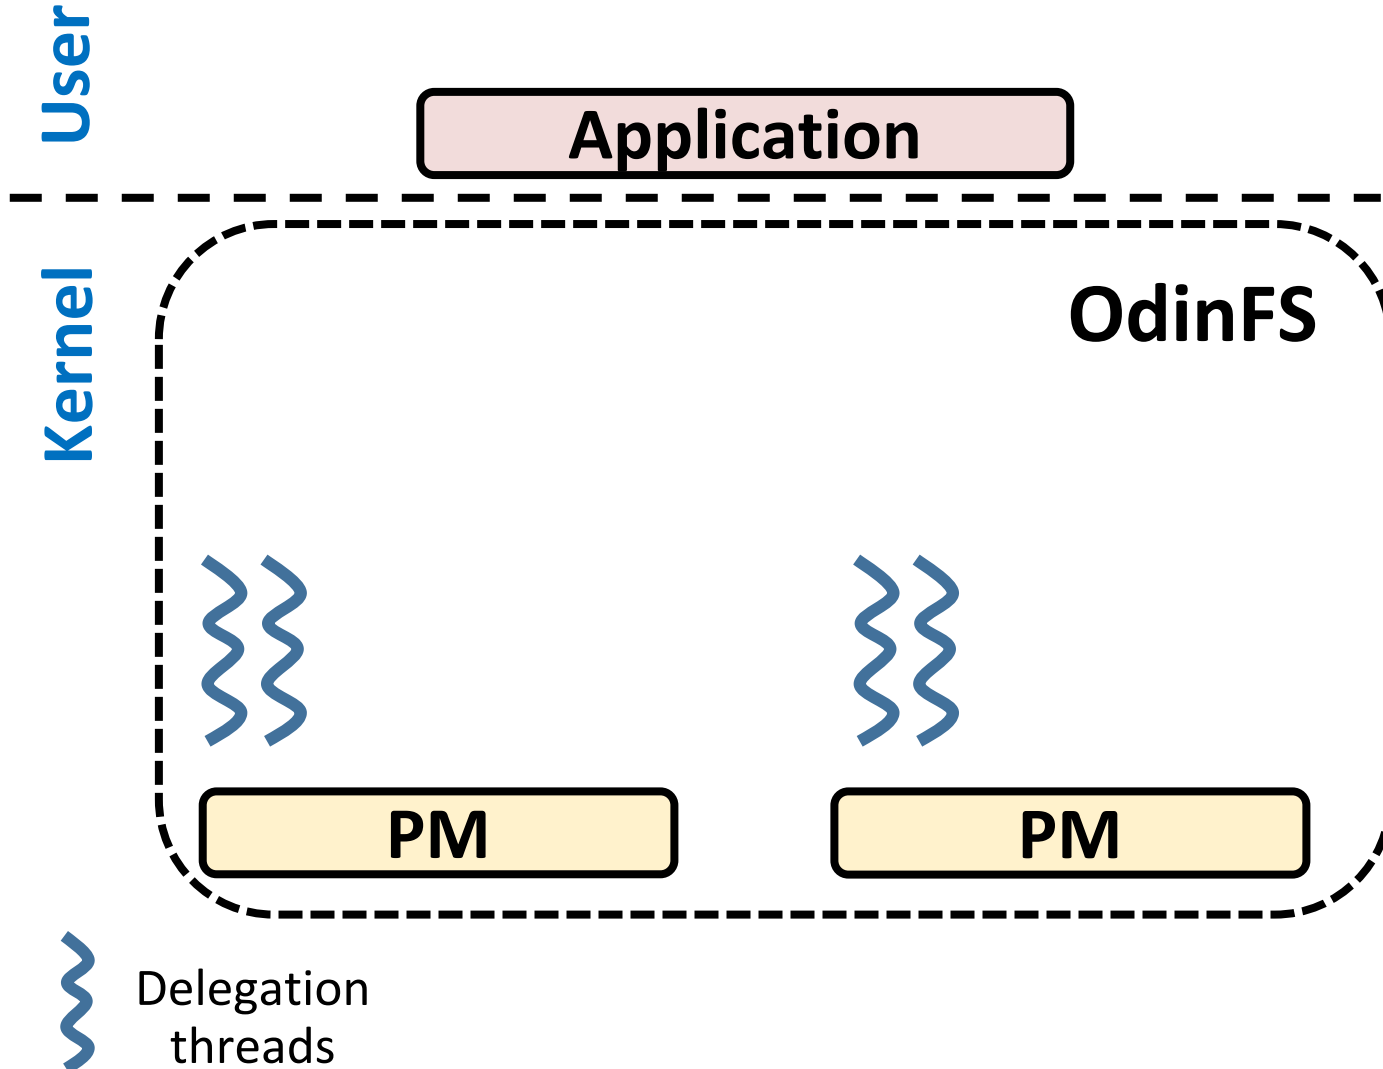 User
Application
Kernel
OdinFS
PM
PM
Delegation
threads